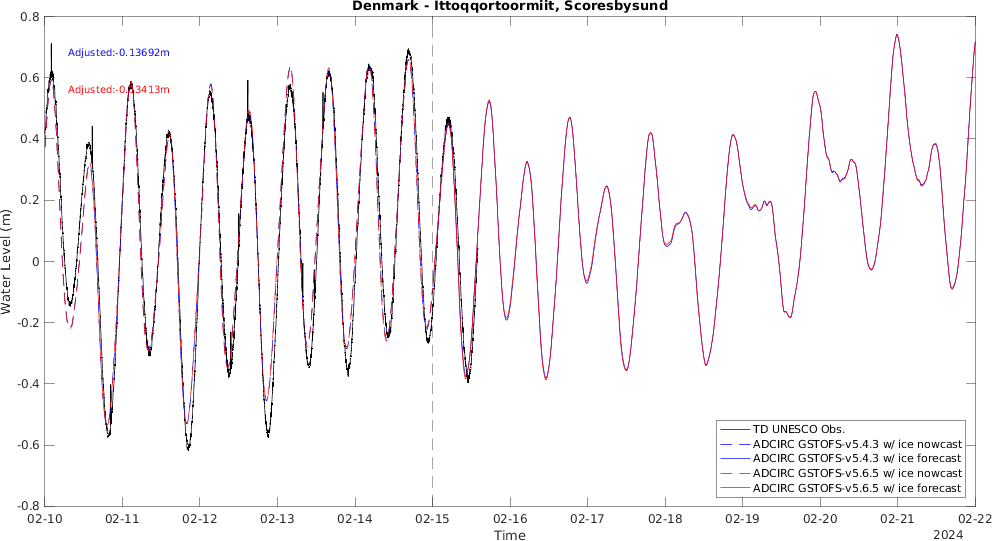 Denmark - Ittoqqortoormiit, Scoresbysund
Adjusted:-0.13692m
Adjusted:-0.13413m
Water Level (m)
0.8
0.6
0.4
0.2
0
-0.2
-0.4
-0.6
-0.8
TD UNESCO Obs.
ADCIRC GSTOFS-v5.4.3 w/ ice nowcast
ADCIRC GSTOFS-v5.4.3 w/ ice forecast
ADCIRC GSTOFS-v5.6.5 w/ ice nowcast
ADCIRC GSTOFS-v5.6.5 w/ ice forecast
02-10 02-11 02-12 02-13 02-14 02-15 02-16 02-17 02-18 02-19 02-20 02-21 02-22
Time
2024